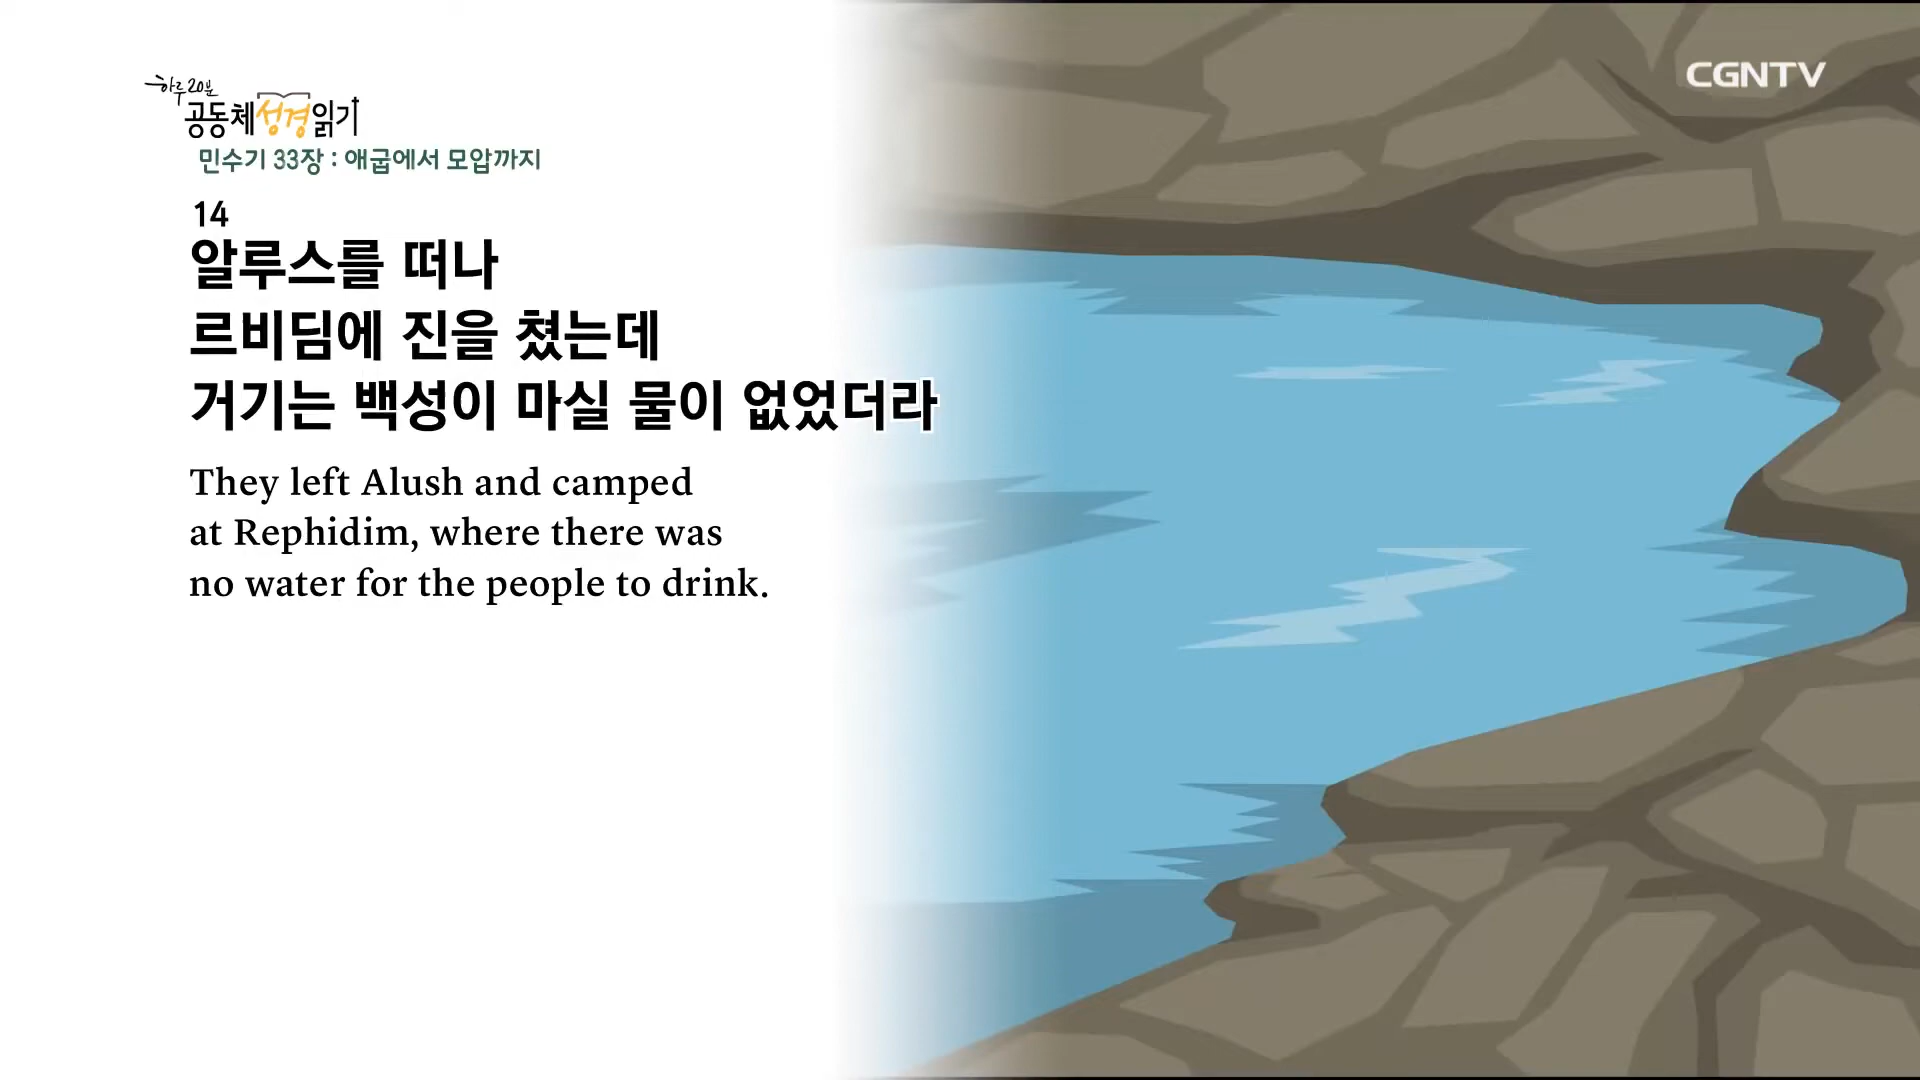 하루 20분
공동체성경읽기
CGNTV
민수기 33장 : 애굽에서 모압까지
14
알루스를 떠나
르비딤에 진을 쳤는데
거기는 백성이 마실 물이 없었더라
They left Alush and camped
at Rephidim, where there was
no water for the people to drink.